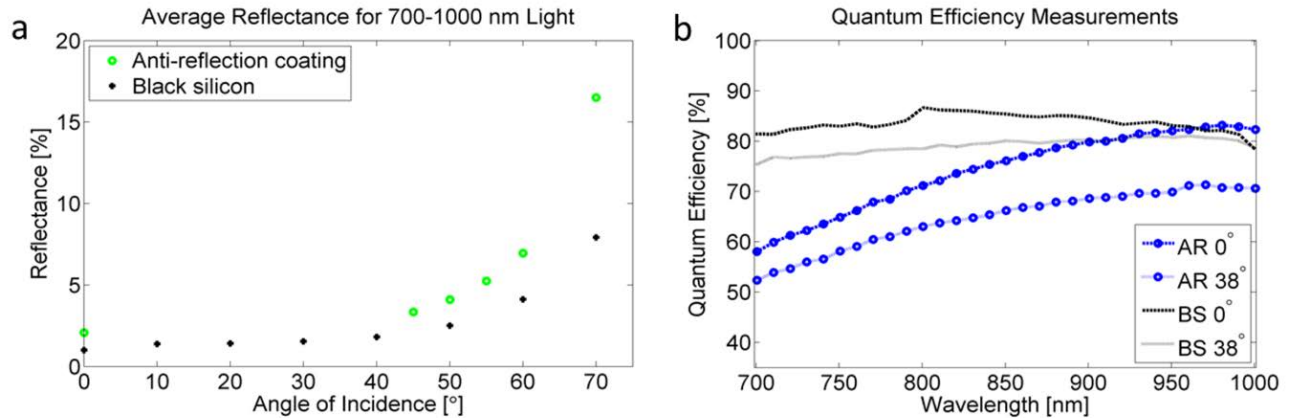 a
Average Reflectance for 700-1000 nm Light
Reflectance [%]
20
15
10
5
0
Anti-reflection coating
Black silicon
0 10 20 30 40 50 60 70
Angle of Incidence [°]
b
Quantum Efficiency Measurements
Quantum Efficiency [%]
100
90
80
70
60
50
40
AR 0°
AR 38°
BS 0°
BS 38°
700 750 800 850 900 950 1000
Wavelength [nm]